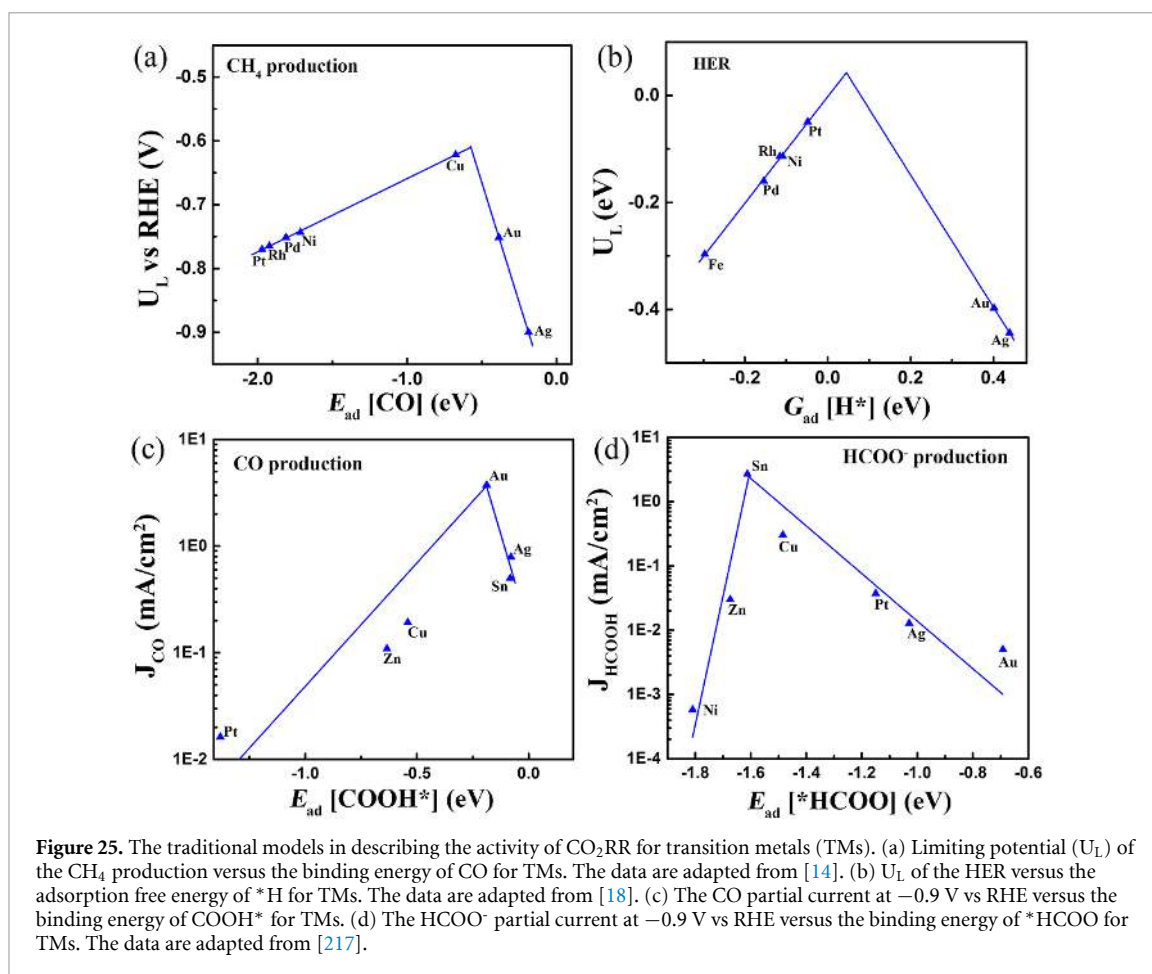 (a)
CH₄ production
-0.5
-0.6
-0.7
-0.8
-0.9
U_L vs RHE (V)
Cu
Au
Ag
Pt
Rh
Pd
Ni
-2.0
-1.0
0.0
E_ad [CO] (eV)
(b)
HER
0.0
-0.2
-0.4
U_L (eV)
Pt
Rh
Ni
Pd
Fe
Au
Ag
-0.2
0.0
0.2
0.4
G_ad [H*] (eV)
(c)
CO production
1E1
1E0
1E-1
1E-2
J_CO (mA/cm²)
Au
Ag
Sn
Cu
Zn
Pt
-1.0
-0.5
0.0
E_ad [COOH*] (eV)
(d)
HCOO⁻ production
1E1
1E0
1E-1
1E-2
1E-3
1E-4
J_HCOOH (mA/cm²)
Sn
Cu
Zn
Pt
Ag
Au
Ni
-1.8
-1.6
-1.4
-1.2
-1.0
-0.8
-0.6
E_ad [*HCOO] (eV)
Figure 25. The traditional models in describing the activity of CO₂RR for transition metals (TMs). (a) Limiting potential (U_L) of
the CH₄ production versus the binding energy of CO for TMs. The data are adapted from [14]. (b) U_L of the HER versus the
adsorption free energy of *H for TMs. The data are adapted from [18]. (c) The CO partial current at −0.9 V vs RHE versus the
binding energy of COOH* for TMs. (d) The HCOO⁻ partial current at −0.9 V vs RHE versus the binding energy of *HCOO for
TMs. The data are adapted from [217].